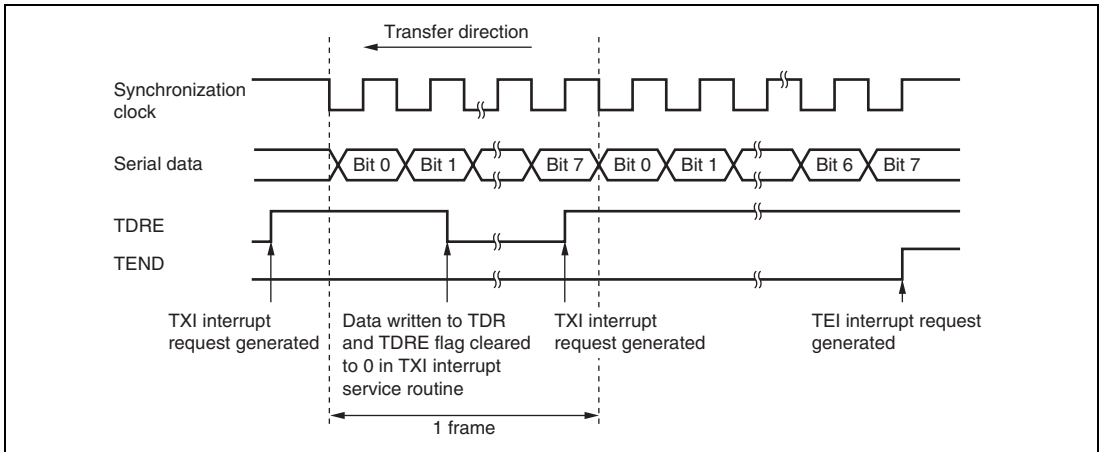 Transfer direction
Synchronization
clock
Serial data
Bit 0 Bit 1 Bit 7 Bit 0 Bit 1 Bit 6 Bit 7
TDRE
TEND
TXI interrupt
request generated
Data written to TDR
and TDRE flag cleared
to 0 in TXI interrupt
service routine
TXI interrupt
request generated
TEI interrupt request
generated
1 frame